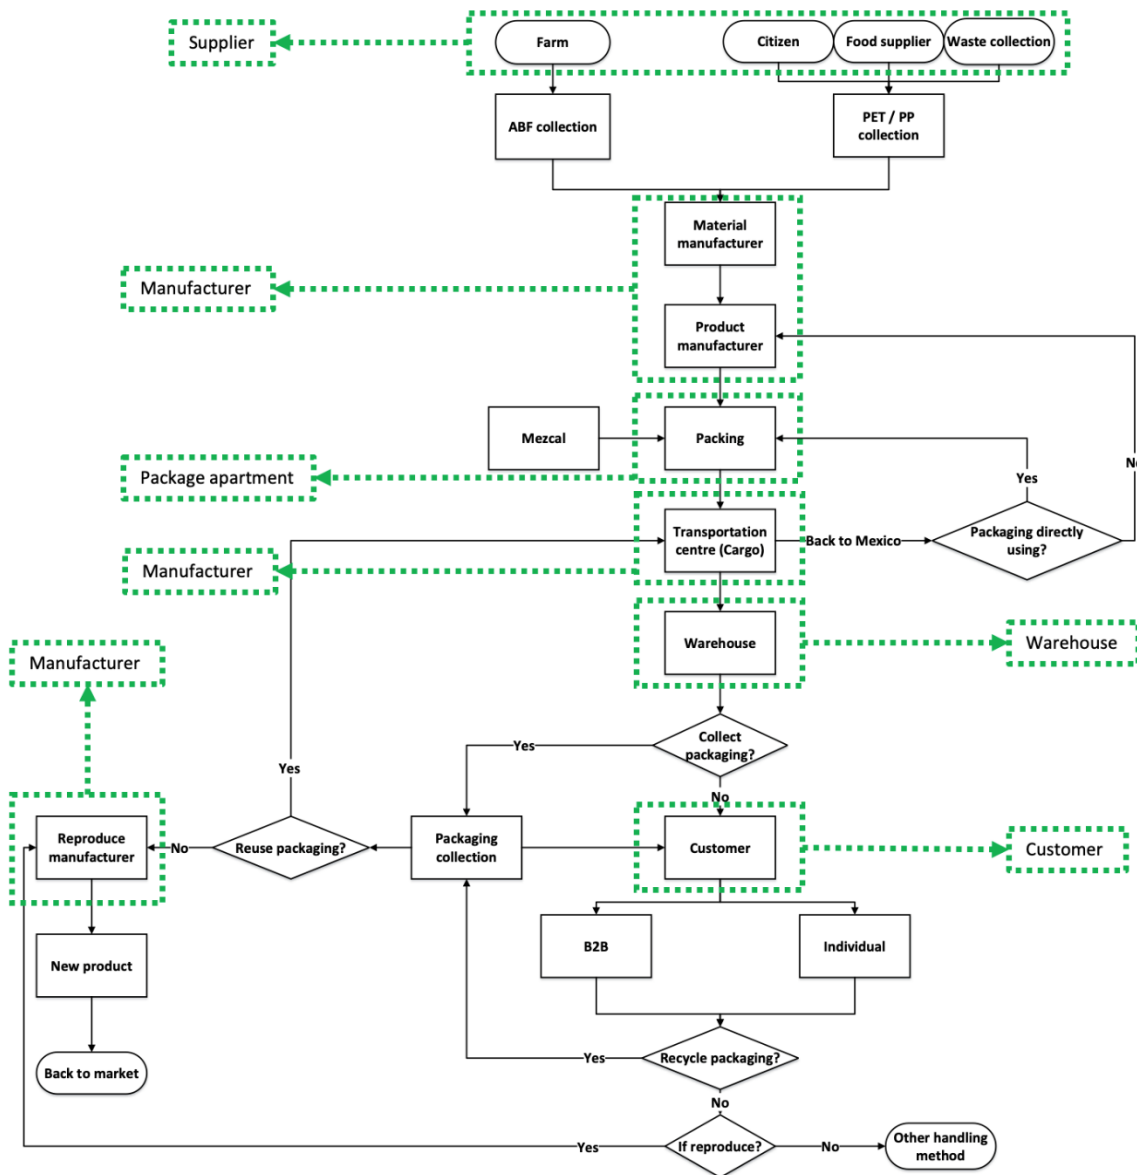 Supplier
Farm
Citizen
Food supplier
Waste collection
ABF collection
PET / PP
collection
Material
manufacturer
Manufacturer
Product
manufacturer
Mezcal
Packing
Yes
No
Package apartment
Transportation
centre (Cargo)
Back to Mexico
Packaging directly
using?
Manufacturer
Manufacturer
Warehouse
Warehouse
Collect
packaging?
Yes
Yes
No
Reproduce
manufacturer
No
Reuse packaging?
Packaging
collection
Customer
Customer
New product
B2B
Individual
Back to market
Yes
Recycle packaging?
No
Yes
If reproduce?
No
Other handling
method